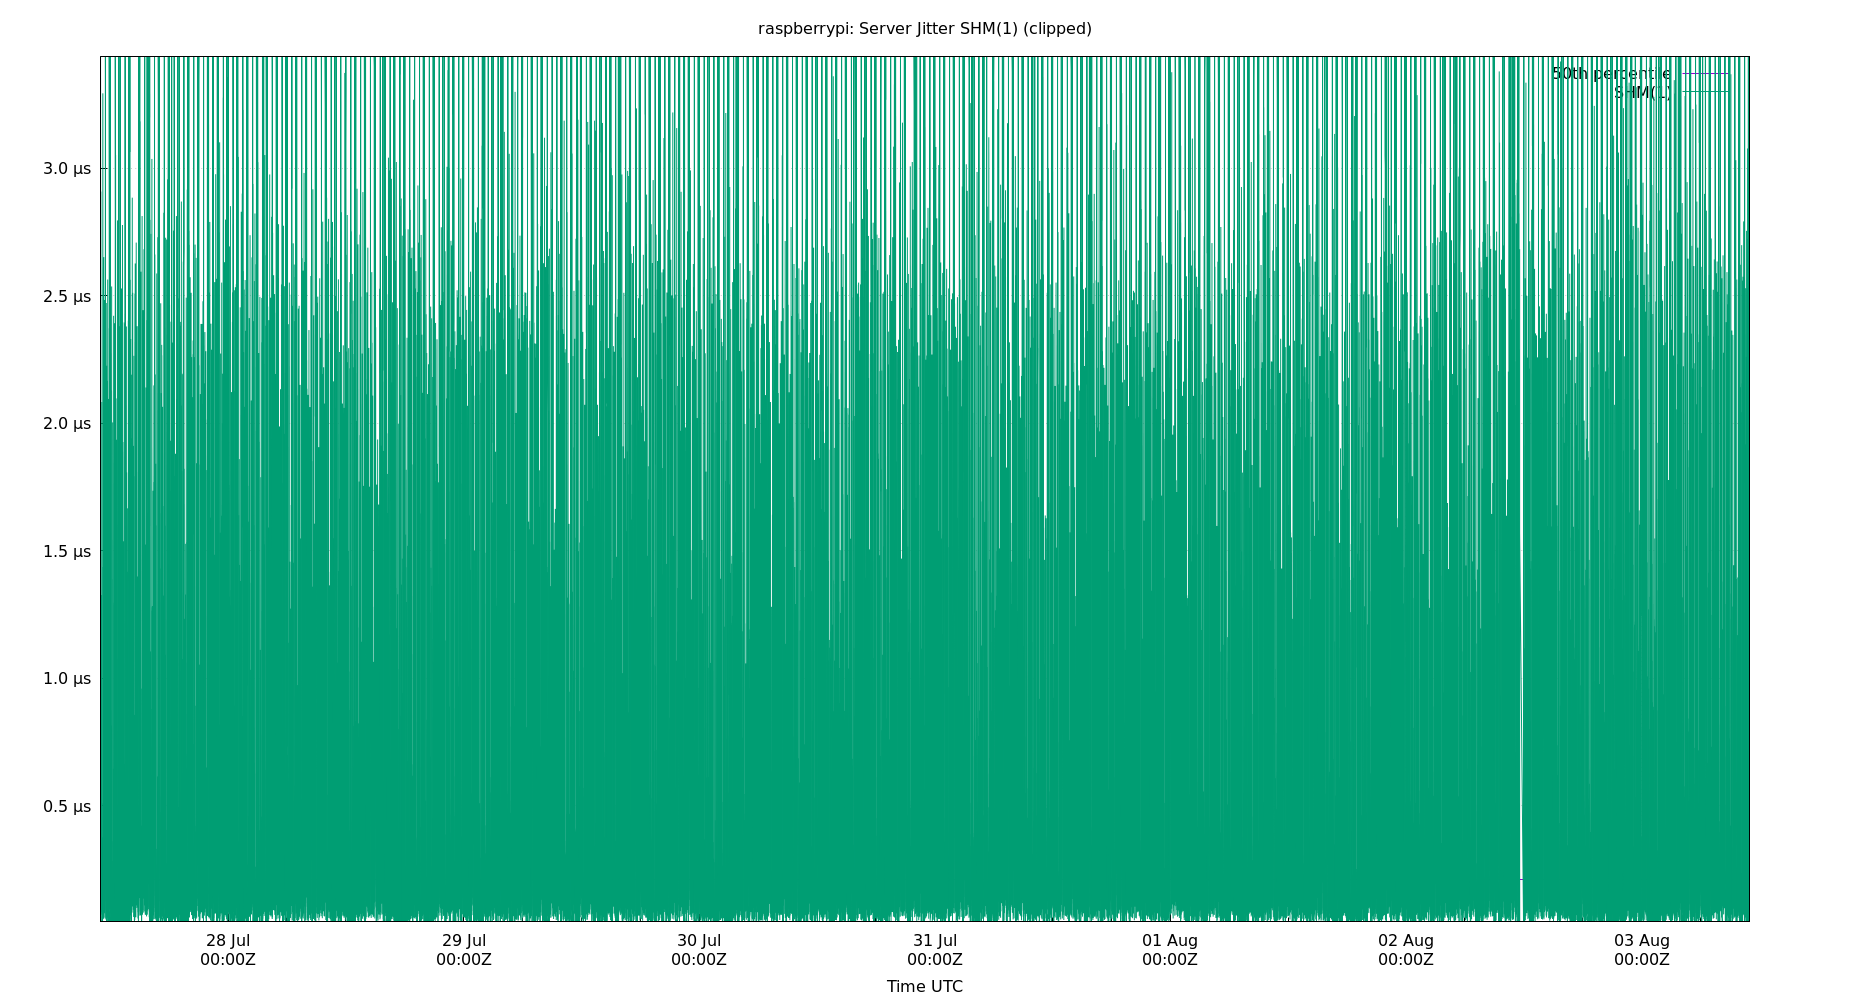 raspberrypi: Server Jitter SHM(1) (clipped)
50th percentile
SHM(1)
3.0 µs
2.5 µs
2.0 µs
1.5 µs
1.0 µs
0.5 µs
28 Jul 29 Jul 30 Jul 31 Jul 01 Aug 02 Aug 03 Aug
00:00Z 00:00Z 00:00Z 00:00Z 00:00Z 00:00Z 00:00Z
Time UTC